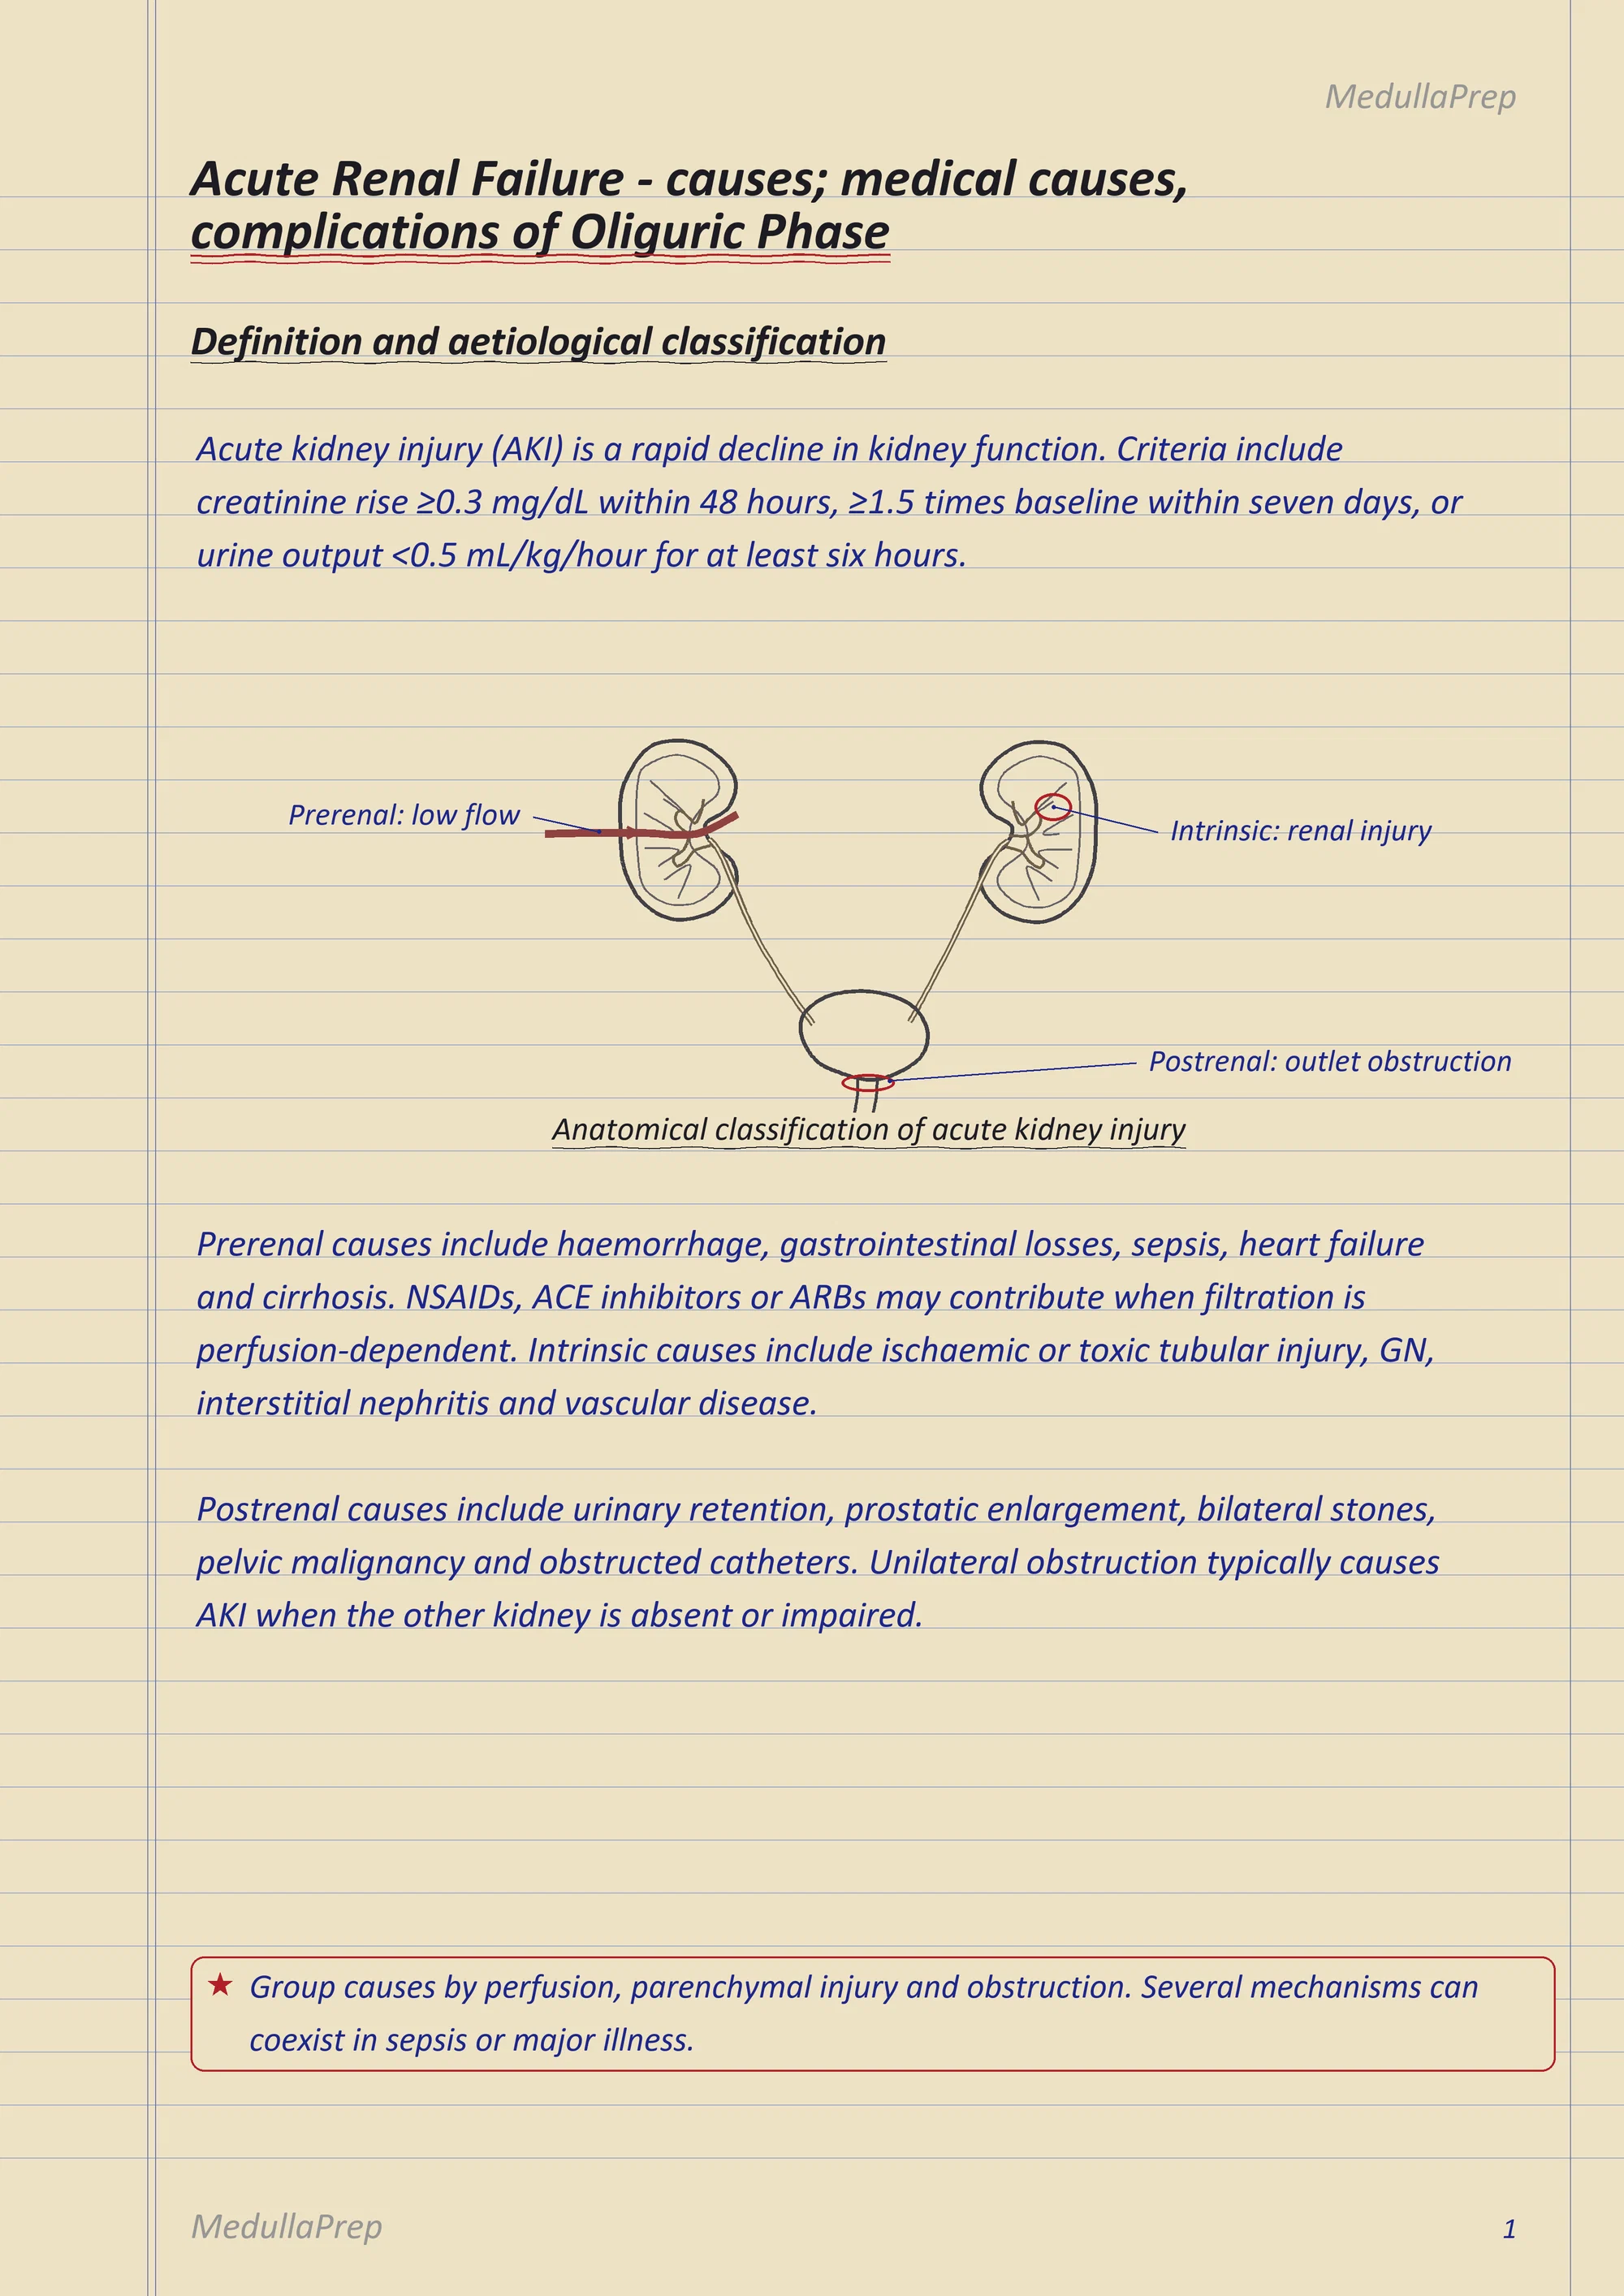 MedullaPrep
Acute Renal Failure - causes; medical causes,
complications of Oliguric Phase
Definition and aetiological classification
Acute kidney injury (AKI) is a rapid decline in kidney function. Criteria include
creatinine rise ≥0.3 mg/dL within 48 hours, ≥1.5 times baseline within seven days, or
urine output <0.5 mL/kg/hour for at least six hours.
Prerenal: low flow
Intrinsic: renal injury
Postrenal: outlet obstruction
Anatomical classification of acute kidney injury
Prerenal causes include haemorrhage, gastrointestinal losses, sepsis, heart failure
and cirrhosis. NSAIDs, ACE inhibitors or ARBs may contribute when filtration is
perfusion-dependent. Intrinsic causes include ischaemic or toxic tubular injury, GN,
interstitial nephritis and vascular disease.
Postrenal causes include urinary retention, prostatic enlargement, bilateral stones,
pelvic malignancy and obstructed catheters. Unilateral obstruction typically causes
AKI when the other kidney is absent or impaired.
★ Group causes by perfusion, parenchymal injury and obstruction. Several mechanisms can
coexist in sepsis or major illness.
MedullaPrep
1